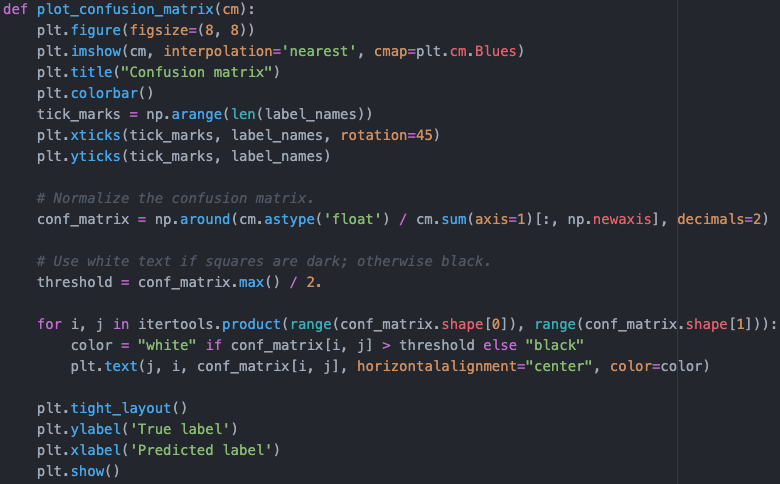 def plot_confusion_matrix(cm):
    plt.figure(figsize=(8, 8))
    plt.imshow(cm, interpolation='nearest', cmap=plt.cm.Blues)
    plt.title("Confusion matrix")
    plt.colorbar()
    tick_marks = np.arange(len(label_names))
    plt.xticks(tick_marks, label_names, rotation=45)
    plt.yticks(tick_marks, label_names)

    # Normalize the confusion matrix.
    conf_matrix = np.around(cm.astype('float') / cm.sum(axis=1)[:, np.newaxis], decimals=2)

    # Use white text if squares are dark; otherwise black.
    threshold = conf_matrix.max() / 2.

    for i, j in itertools.product(range(conf_matrix.shape[0]), range(conf_matrix.shape[1])):
        color = "white" if conf_matrix[i, j] > threshold else "black"
        plt.text(j, i, conf_matrix[i, j], horizontalalignment="center", color=color)

    plt.tight_layout()
    plt.ylabel('True label')
    plt.xlabel('Predicted label')
    plt.show()